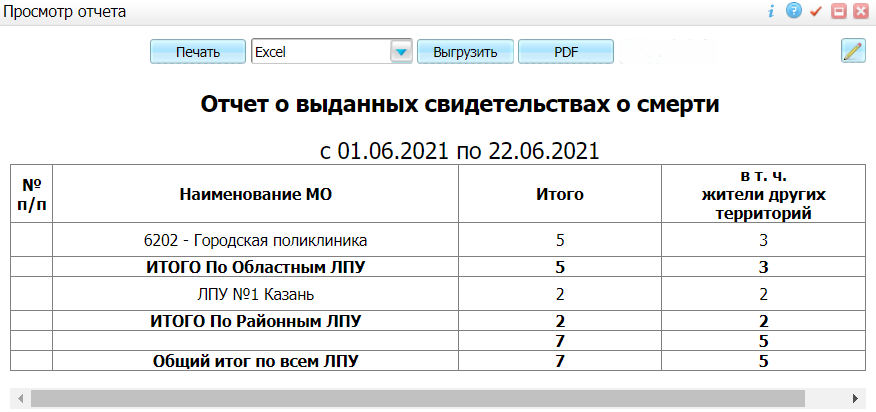 Просмотр отчета
Печать Excel Выгрузить PDF
Отчет о выданных свидетельствах о смерти
с 01.06.2021 по 22.06.2021
№ п/п Наименование МО Итого в т. ч. жители других территорий
6202 - Городская поликлиника 5 3
ИТОГО По Областным ЛПУ 5 3
ЛПУ №1 Казань 2 2
ИТОГО По Районным ЛПУ 2 2
7 5
Общий итог по всем ЛПУ 7 5